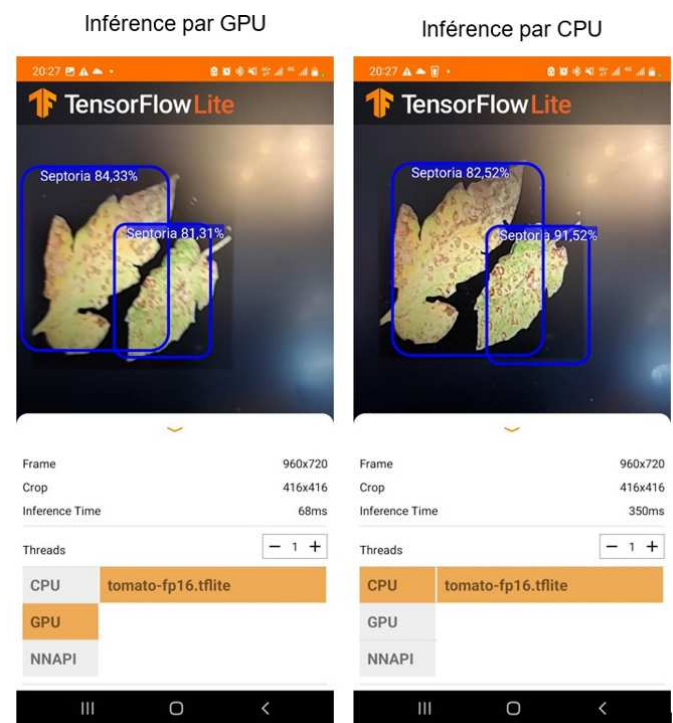 Inférence par GPU
20:27
TensorFlow Lite
Septoria 84,33%
Septoria 81,31%
Frame 960x720
Crop 416x416
Inference Time 68ms
Threads − 1 +
CPU tomato-fp16.tflite
GPU
NNAPI
Inférence par CPU
20:27
TensorFlow Lite
Septoria 82,52%
Septoria 91,52%
Frame 960x720
Crop 416x416
Inference Time 350ms
Threads − 1 +
CPU tomato-fp16.tflite
GPU
NNAPI